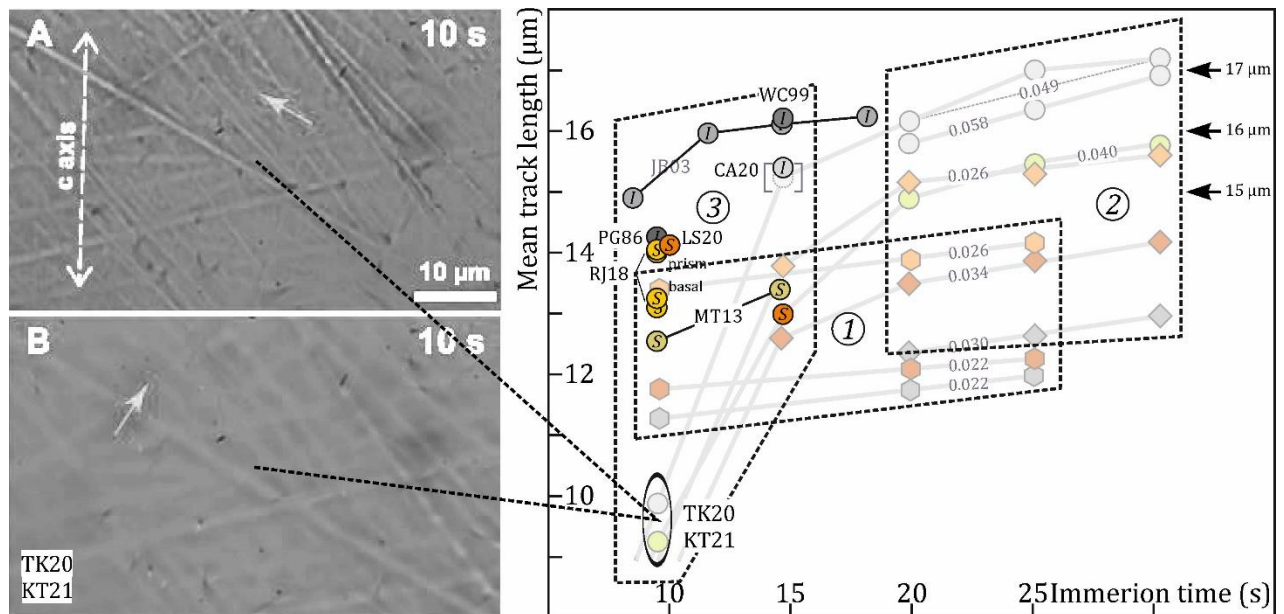 A
10 s
c axis
10 µm
B
10 s
TK20
KT21
Mean track length (µm)
16
14
12
10
10
15
20
25
Immerion time (s)
WC99
JB03
I
I
I
I
I
CA20
3
PG86
I
S
S
LS20
RJ18
prism
basal
S
S
MT13
S
S
S
1
2
0.049
0.058
0.026
0.040
0.026
0.034
0.030
0.022
0.022
17 µm
16 µm
15 µm
TK20
KT21